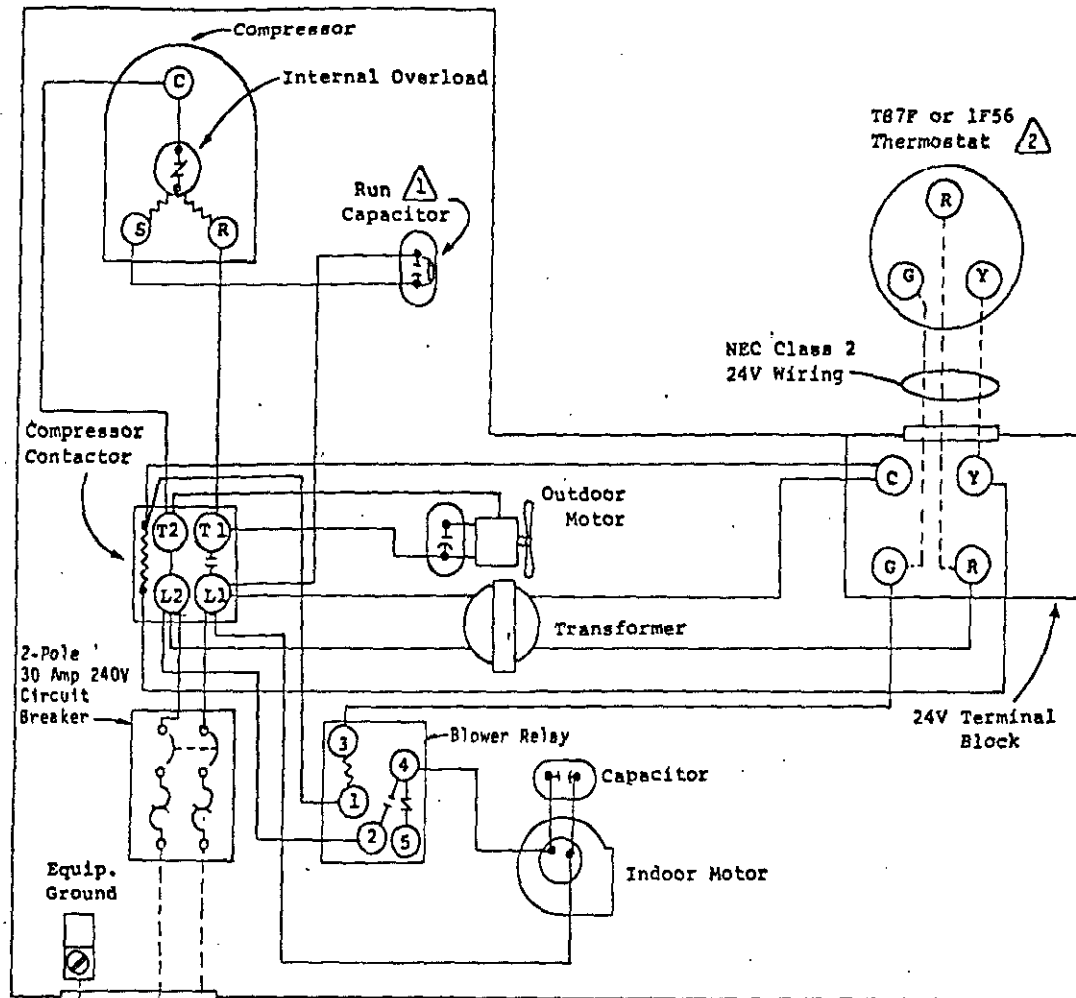 Compressor
C
Internal Overload
S
R
Run 1
Capacitor
T87F or 1F56
Thermostat 2
R
G
Y
NEC Class 2
24V Wiring
Compressor
Contactor
T2
T1
L2
L1
Outdoor
Motor
C
Y
G
R
Transformer
24V Terminal
Block
2-Pole
30 Amp 240V
Circuit
Breaker
3
4
1
2
5
Blower Relay
Capacitor
Indoor Motor
Equip.
Ground